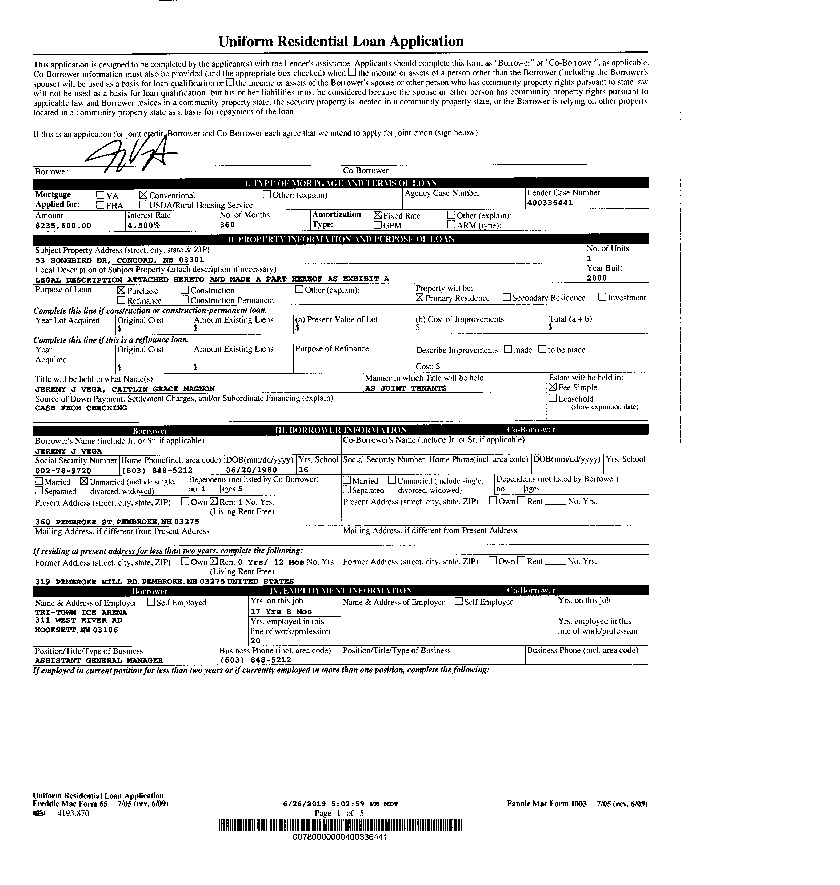 Uniform Residential Loan Application
This application is designed to be completed by the applicant(s) with the Lender's assistance. Applicants should complete this form as "Borrower" or "Co-Borrower", as applicable.
Co-Borrower information must also be provided (and the appropriate box checked) when ☐ the income or assets of a person other than the Borrower (including the Borrower's
spouse) will be used as a basis for loan qualification or ☐ the income or assets of the Borrower's spouse or other person who has community property rights pursuant to state law
will not be used as a basis for loan qualification, but his or her liabilities must be considered because the spouse or other person has community property rights pursuant to
applicable law and Borrower resides in a community property state, the security property is located in a community property state, or the Borrower is relying on other property
located in a community property state as a basis for repayment of the loan.
If this is an application for joint credit, Borrower and Co-Borrower each agree that we intend to apply for joint credit (sign below):
Borrower Co-Borrower
I. TYPE OF MORTGAGE AND TERMS OF LOAN
Mortgage ☐ VA ☒ Conventional ☐ Other (explain): Agency Case Number Lender Case Number
Applied for: ☐ FHA ☐ USDA/Rural Housing Service 400336441
Amount Interest Rate No. of Months Amortization ☒ Fixed Rate ☐ Other (explain):
$235,600.00 4.500% 360 Type: ☐ GPM ☐ ARM (type):
II. PROPERTY INFORMATION AND PURPOSE OF LOAN
Subject Property Address (street, city, state & ZIP) No. of Units
53 SONGBIRD DR, CONCORD, NH 03301 1
Legal Description of Subject Property (attach description if necessary) Year Built
LEGAL DESCRIPTION ATTACHED HERETO AND MADE A PART HEREOF AS EXHIBIT A 2000
Purpose of Loan ☒ Purchase ☐ Construction ☐ Other (explain): Property will be:
☐ Refinance ☐ Construction-Permanent ☒ Primary Residence ☐ Secondary Residence ☐ Investment
Complete this line if construction or construction-permanent loan.
Year Lot Acquired Original Cost Amount Existing Liens (a) Present Value of Lot (b) Cost of Improvements Total (a + b)
$ $ $ $ $
Complete this line if this is a refinance loan.
Year Original Cost Amount Existing Liens Purpose of Refinance Describe Improvements ☐ made ☐ to be made
Acquired
$ $ Cost: $
Title will be held in what Name(s) Manner in which Title will be held Estate will be held in:
JEREMY J VEGA, CAITLIN GRACE MAGNON AS JOINT TENANTS ☒ Fee Simple
Source of Down Payment, Settlement Charges, and/or Subordinate Financing (explain) ☐ Leasehold
CASH FROM CHECKING (show expiration date)
Borrower III. BORROWER INFORMATION Co-Borrower
Borrower's Name (include Jr. or Sr. if applicable) Co-Borrower's Name (include Jr. or Sr. if applicable)
JEREMY J VEGA
Social Security Number Home Phone(incl. area code) DOB(mm/dd/yyyy) Yrs. School Social Security Number Home Phone(incl. area code) DOB(mm/dd/yyyy) Yrs. School
002-78-9720 (603) 848-5212 06/20/1980 16
☐ Married ☒ Unmarried (include single, Dependents (not listed by Co-Borrower) ☐ Married ☐ Unmarried (include single, Dependents (not listed by Borrower)
☐ Separated divorced, widowed) no. 1 ages 5 ☐ Separated divorced, widowed) no. ages
Present Address (street, city, state, ZIP) ☐ Own ☒ Rent 1 No. Yrs. Present Address (street, city, state, ZIP) ☐ Own ☐ Rent ____ No. Yrs.
(Living Rent Free)
360 PEMBROKE ST, PEMBROKE, NH 03275
Mailing Address, if different from Present Address Mailing Address, if different from Present Address
If residing at present address for less than two years, complete the following:
Former Address (street, city, state, ZIP) ☐ Own ☒ Rent 0 Yrs/ 12 Mos No. Yrs. Former Address (street, city, state, ZIP) ☐ Own ☐ Rent ____ No. Yrs.
(Living Rent Free)
319 PEMBROKE HILL RD, PEMBROKE, NH 03275 UNITED STATES
Borrower IV. EMPLOYMENT INFORMATION Co-Borrower
Name & Address of Employer ☐ Self Employed Yrs. on this job Name & Address of Employer ☐ Self Employed Yrs. on this job
TRI-TOWN ICE ARENA 17 Yrs 8 Mos
311 WEST RIVER RD Yrs. employed in this Yrs. employed in this
HOOKSETT, NH 03106 line of work/profession line of work/profession
20
Position/Title/Type of Business Business Phone (incl. area code) Position/Title/Type of Business Business Phone (incl. area code)
ASSISTANT GENERAL MANAGER (603) 848-5212
If employed in current position for less than two years or if currently employed in more than one position, complete the following:
Uniform Residential Loan Application
Freddie Mac Form 65 7/05 (rev. 6/09) 6/26/2019 5:02:59 MDT Fannie Mae Form 1003 7/05 (rev. 6/09)
4193.870 Page 1 of 5